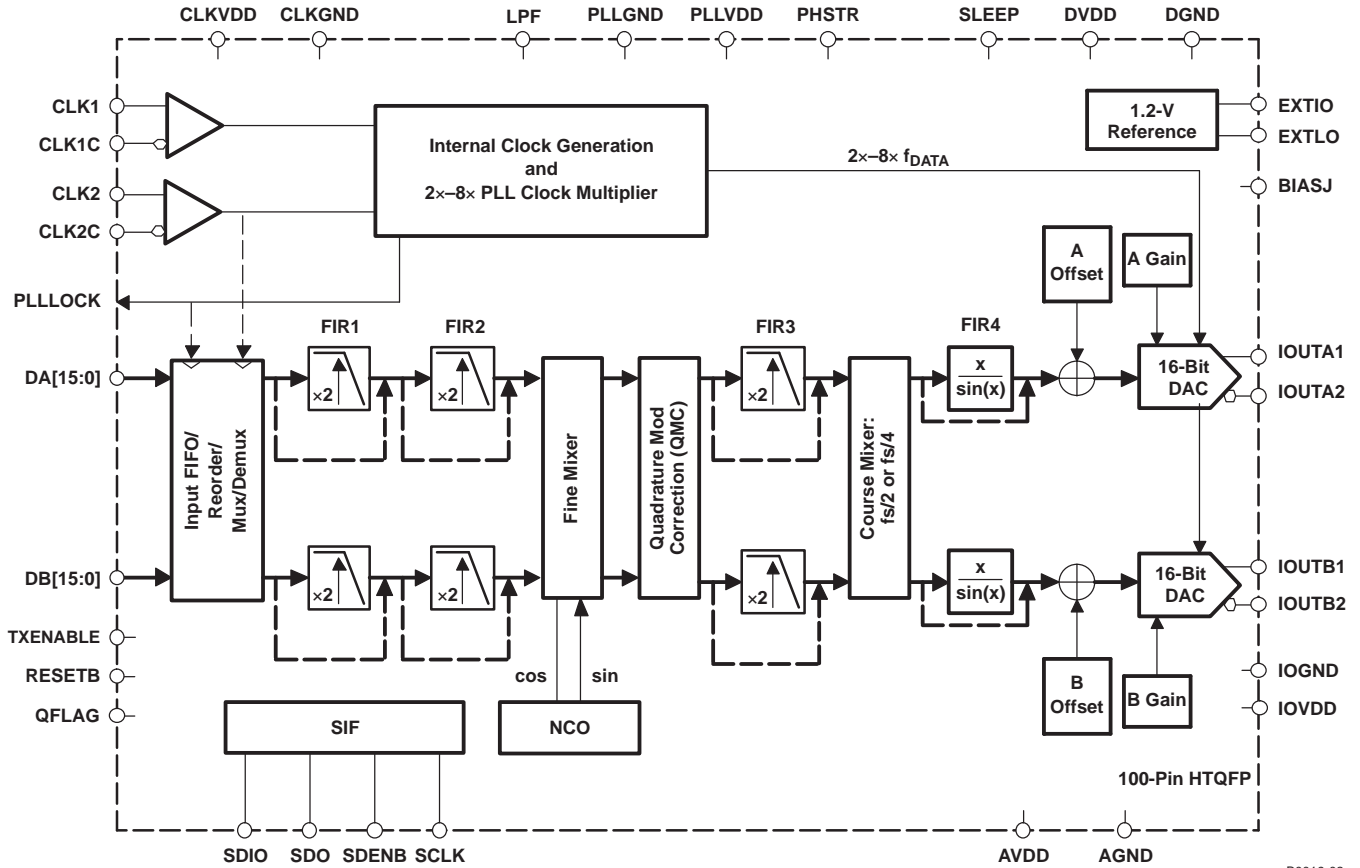 CLKVDD CLKGND LPF PLLGND PLLVDD PHSTR SLEEP DVDD DGND
CLK1
CLK1C
CLK2
CLK2C
PLLLOCK
DA[15:0]
DB[15:0]
TXENABLE
RESETB
QFLAG
Internal Clock Generation
and
2×–8× PLL Clock Multiplier
2×–8× fDATA
1.2-V
Reference
EXTIO
EXTLO
BIASJ
A
Offset
A Gain
FIR1 FIR2 FIR3 FIR4
Input FIFO/
Reorder/
Mux/Demux
×2
×2
Fine Mixer
Quadrature Mod
Correction (QMC)
×2
Course Mixer:
fs/2 or fs/4
x
sin(x)
16-Bit
DAC
IOUTA1
IOUTA2
×2
×2
×2
x
sin(x)
16-Bit
DAC
IOUTB1
IOUTB2
cos sin
NCO
SIF
B
Offset
B Gain
IOGND
IOVDD
100-Pin HTQFP
SDIO SDO SDENB SCLK AVDD AGND